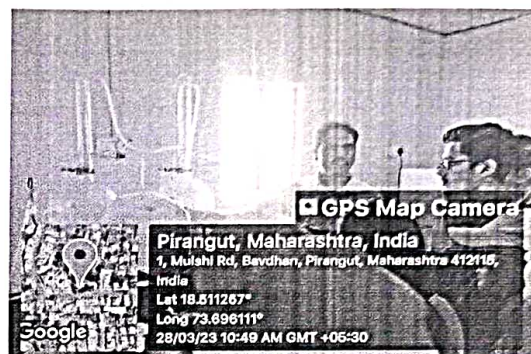 GPS Map Camera
Pirangut, Maharashtra, India
1, Mulshi Rd, Bavdhan, Pirangut, Maharashtra 412115,
India
Lat 18.511267°
Long 73.696111°
Google
28/03/23 10:49 AM GMT +05:30